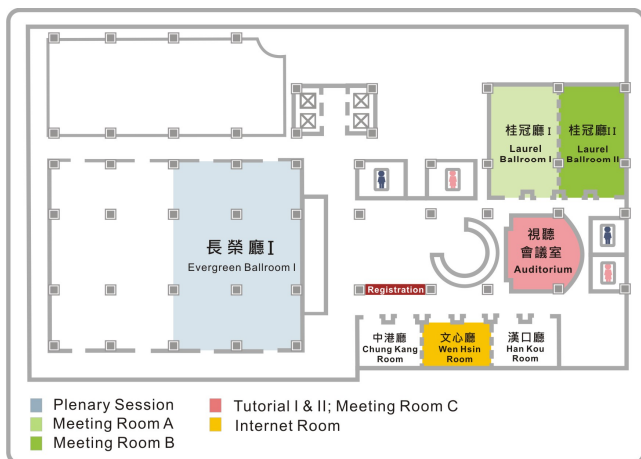 桂冠廳 I
Laurel
Ballroom I
桂冠廳 II
Laurel
Ballroom II
長榮廳 I
Evergreen Ballroom I
視聽
會議室
Auditorium
Registration
中港廳
Chung Kang
Room
文心廳
Wen Hsin
Room
漢口廳
Han Kou
Room
Plenary Session
Meeting Room A
Meeting Room B
Tutorial I & II; Meeting Room C
Internet Room